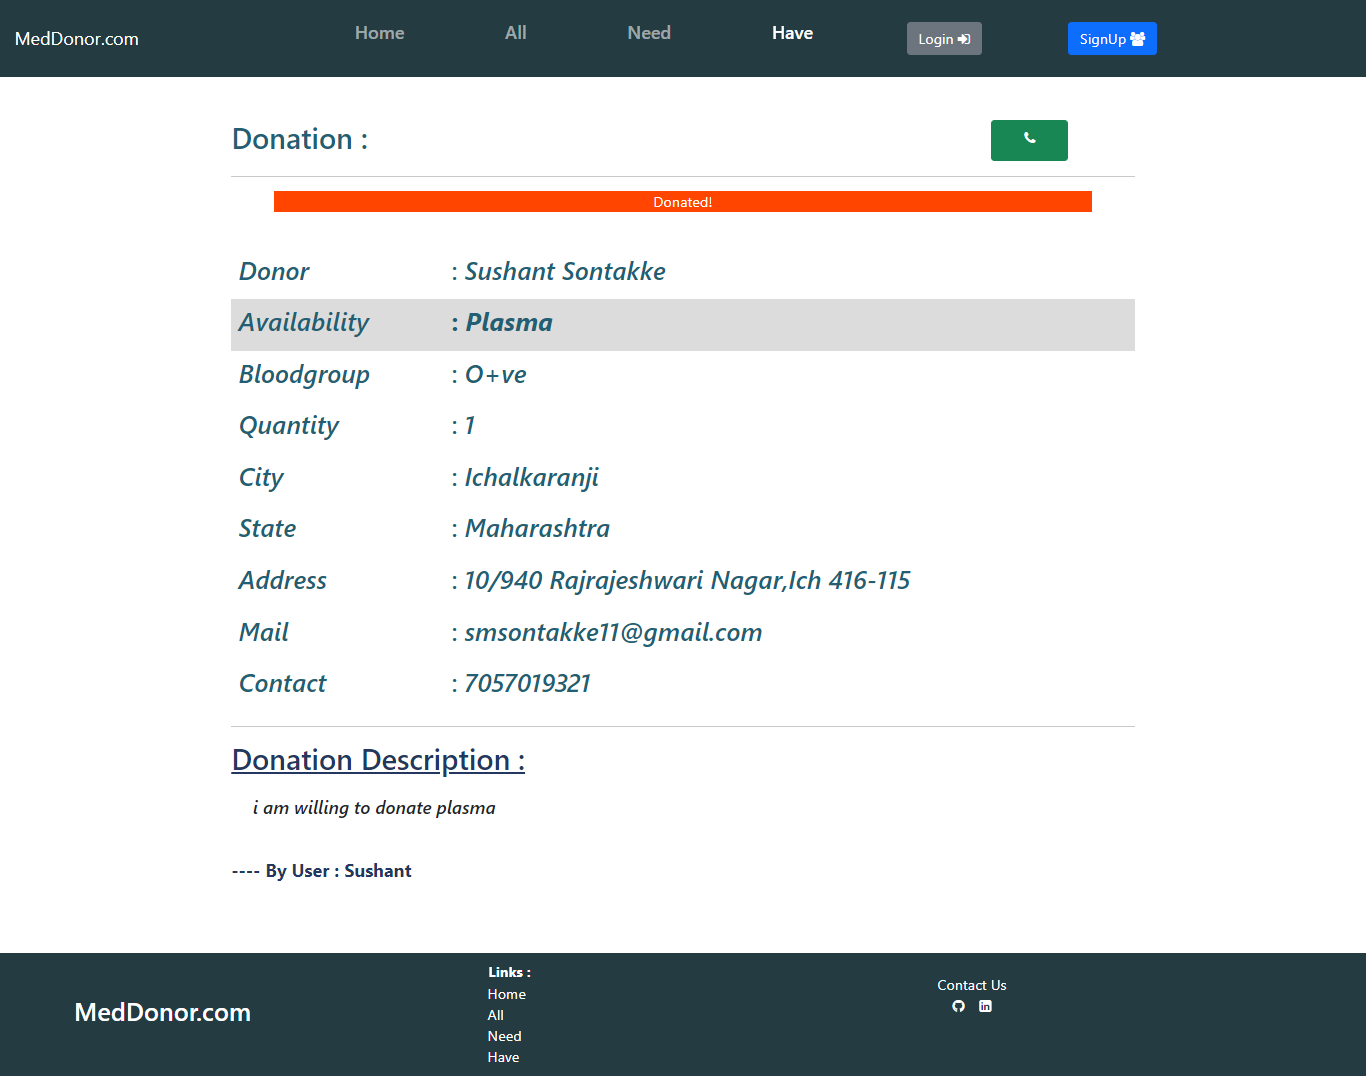 MedDonor.com Home All Need Have Login SignUp
Donation :
Donated!
Donor : Sushant Sontakke
Availability : Plasma
Bloodgroup : O+ve
Quantity : 1
City : Ichalkaranji
State : Maharashtra
Address : 10/940 Rajrajeshwari Nagar,Ich 416-115
Mail : smsontakke11@gmail.com
Contact : 7057019321
Donation Description :
i am willing to donate plasma
---- By User : Sushant
MedDonor.com
Links :
Home
All
Need
Have
Contact Us